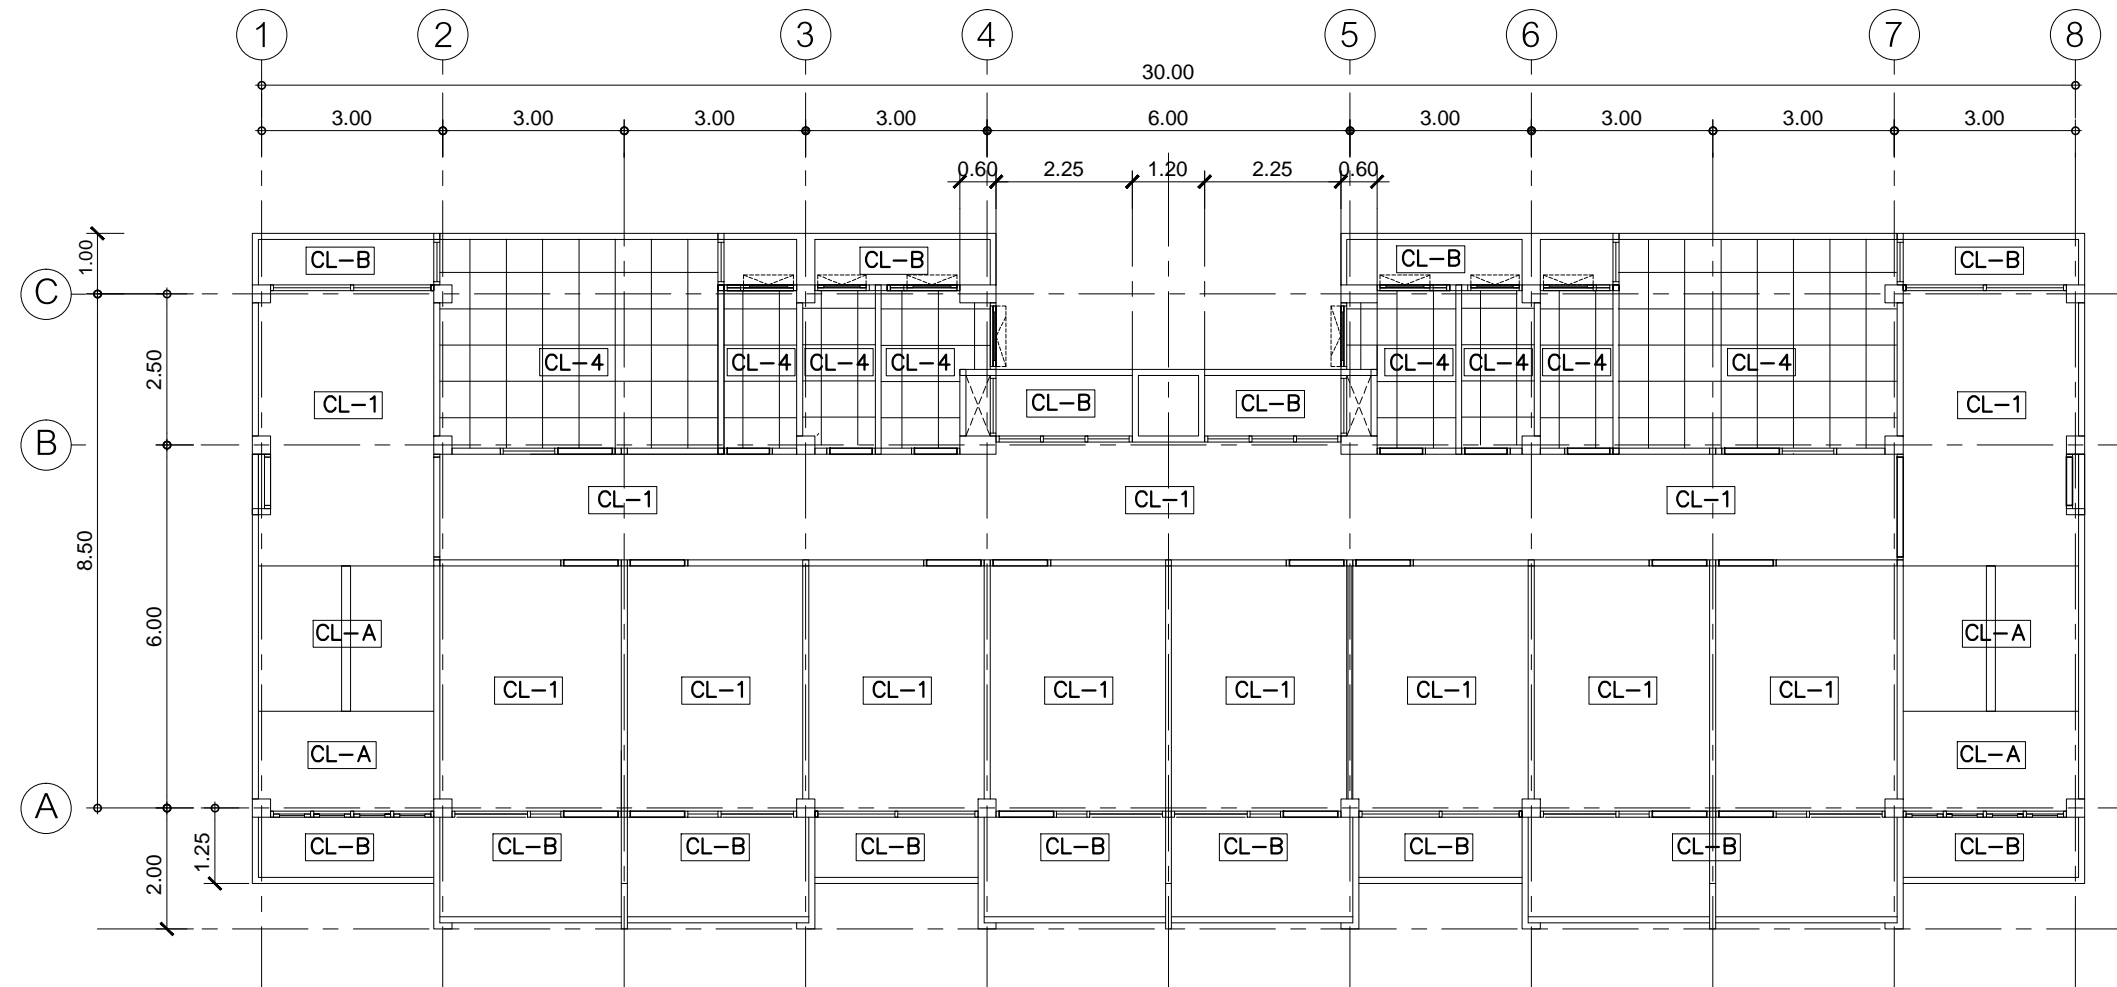 1 2 3 4 5 6 7 8
30.00
3.00 3.00 3.00 3.00 6.00 3.00 3.00 3.00 3.00
0.60 2.25 1.20 2.25 0.60
1.00
CL-B CL-B CL-B CL-B
C
2.50
CL-4 CL-4 CL-4 CL-4 CL-4 CL-4 CL-4 CL-4
CL-1 CL-B CL-B CL-1
B
CL-1 CL-1 CL-1
8.50
6.00
CL-A CL-A
CL-1 CL-1 CL-1 CL-1 CL-1 CL-1 CL-1 CL-1
CL-A CL-A
A
CL-B CL-B CL-B CL-B CL-B CL-B CL-B CL-B CL-B
1.25
2.00